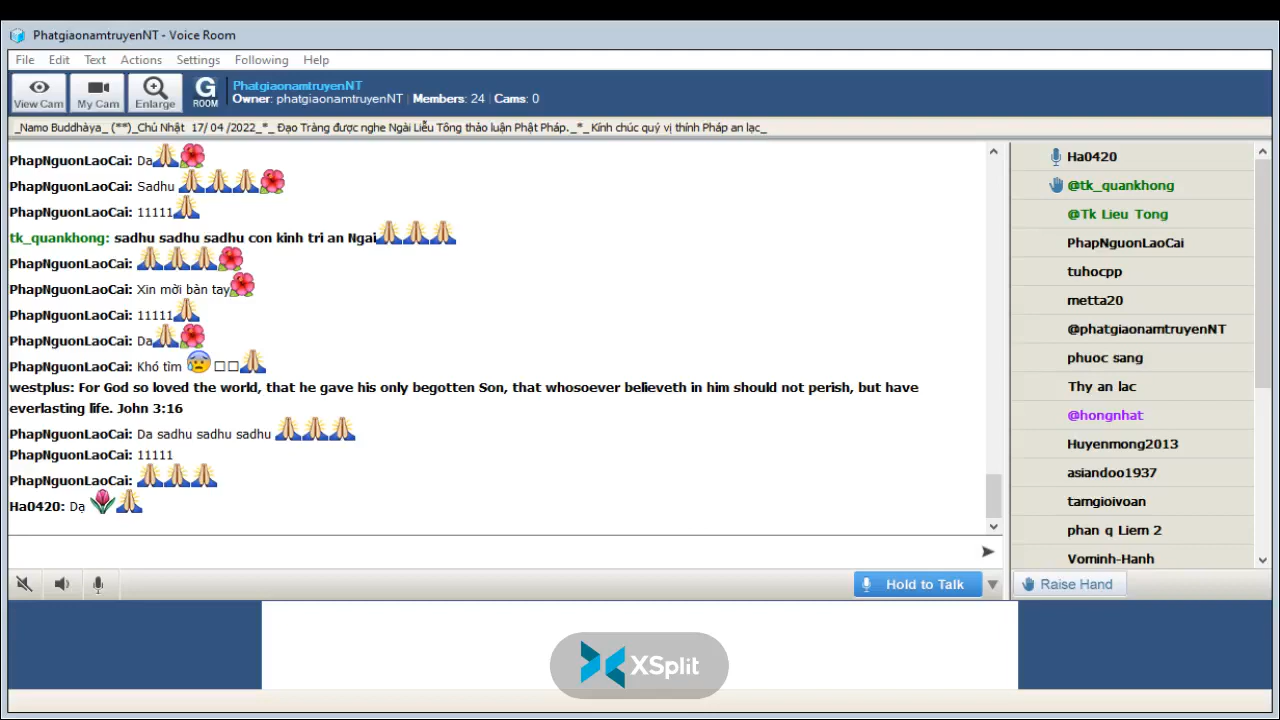 PhatgiaonamtruyenNT - Voice Room
File Edit Text Actions Settings Following Help
View Cam My Cam Enlarge G ROOM
PhatgiaonamtruyenNT
Owner: phatgiaonamtruyenNT | Members: 24 | Cams: 0
_Namo Buddhàya_ (**)_Chủ Nhật 17/ 04 /2022_*_ Đạo Tràng được nghe Ngài Liễu Tông thảo luận Phật Pháp._*_ Kính chúc quý vị thính Pháp an lạc_
PhapNguonLaoCai: Da🙏🌺
PhapNguonLaoCai: Sadhu 🙏🙏🙏🌺
PhapNguonLaoCai: 11111🙏
tk_quankhong: sadhu sadhu sadhu con kinh tri an Ngai🙏🙏🙏
PhapNguonLaoCai: 🙏🙏🙏🌺
PhapNguonLaoCai: Xin mời bàn tay🌺
PhapNguonLaoCai: 11111🙏
PhapNguonLaoCai: Da🙏🌺
PhapNguonLaoCai: Khó tìm 😰□□🙏
westplus: For God so loved the world, that he gave his only begotten Son, that whosoever believeth in him should not perish, but have
everlasting life. John 3:16
PhapNguonLaoCai: Da sadhu sadhu sadhu 🙏🙏🙏
PhapNguonLaoCai: 11111
PhapNguonLaoCai: 🙏🙏🙏
Ha0420: Dạ 🌷🙏
Ha0420
@tk_quankhong
@Tk Lieu Tong
PhapNguonLaoCai
tuhocpp
metta20
@phatgiaonamtruyenNT
phuoc sang
Thy an lac
@hongnhat
Huyenmong2013
asiandoo1937
tamgioivoan
phan q Liem 2
Vominh-Hanh
Hold to Talk
Raise Hand
XSplit